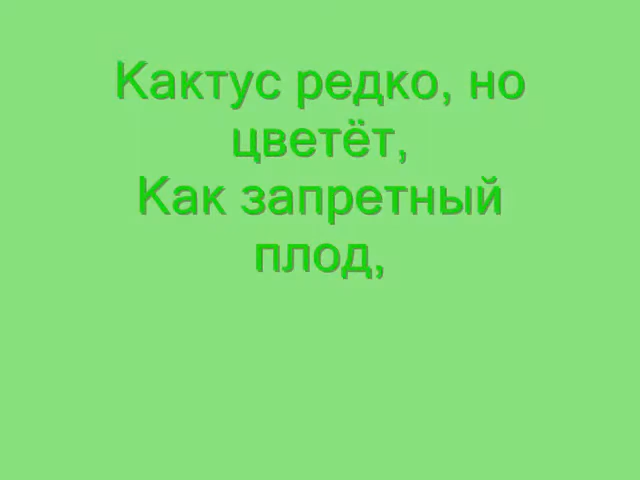 Кактус редко, но
цветёт,
Как запретный
плод,